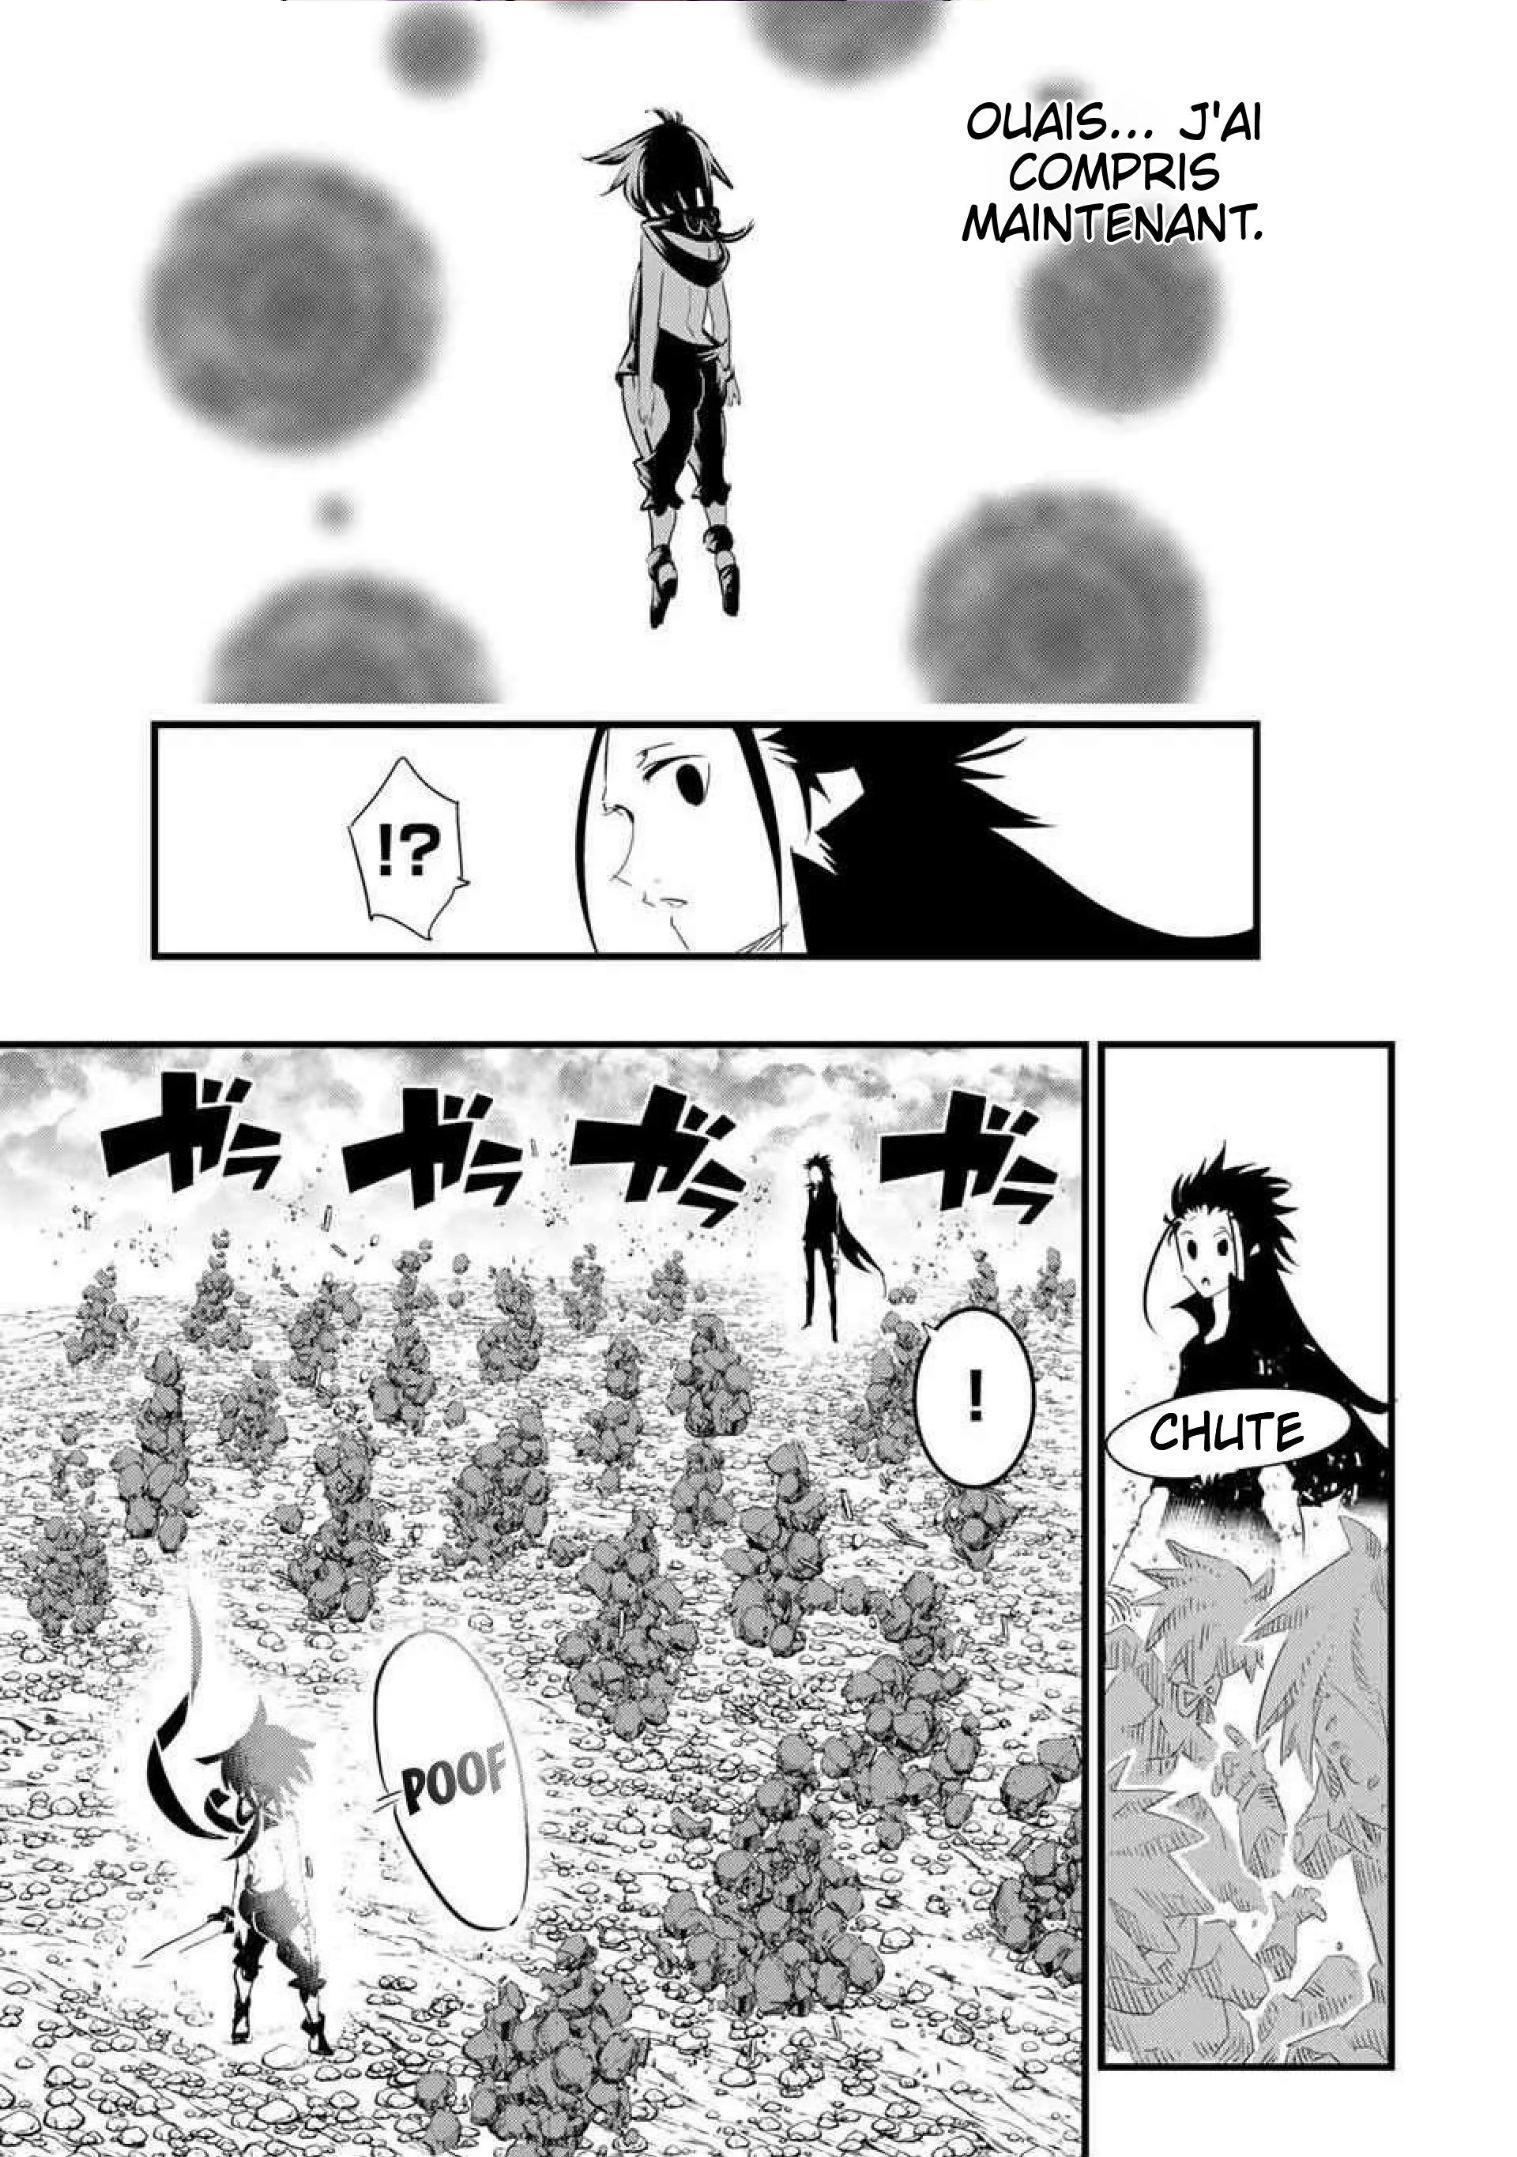 OUAIS... J'AI
COMPRIS
MAINTENANT.
!?
CHUTE
ガラ ガラ ガラ ガラ
!
POOF